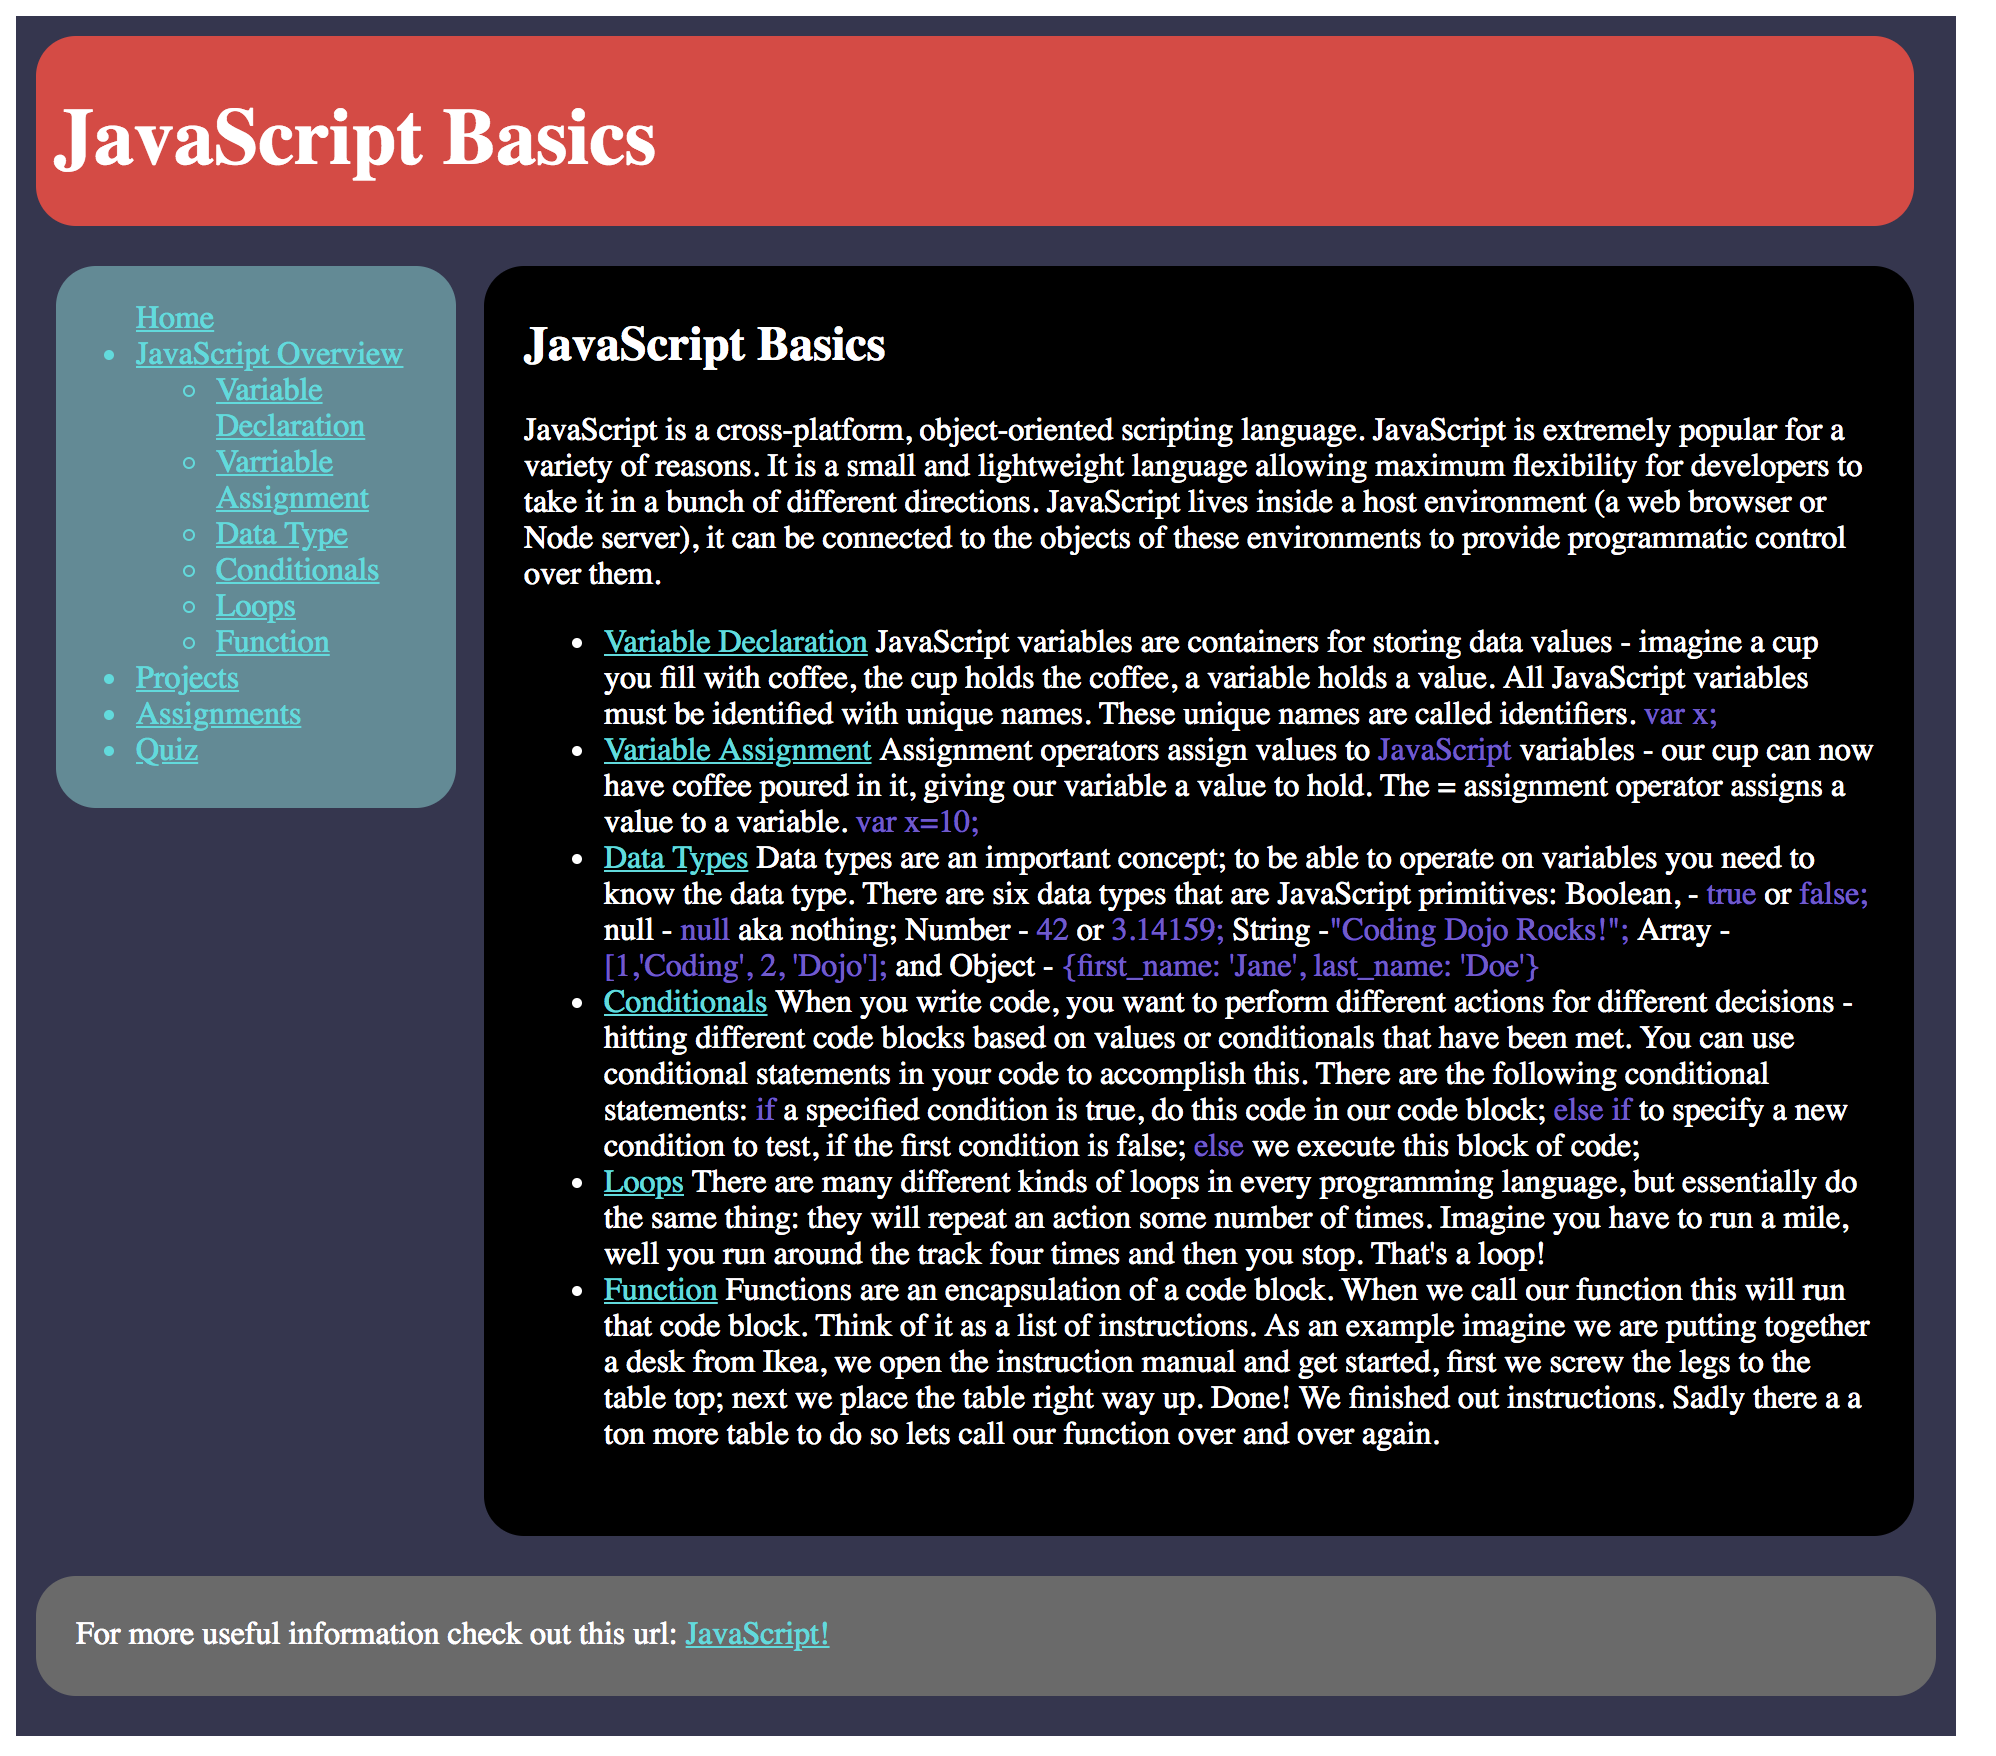 JavaScript Basics
Home
JavaScript Overview
Variable
Declaration
Varriable
Assignment
Data Type
Conditionals
Loops
Function
Projects
Assignments
Quiz
JavaScript Basics
JavaScript is a cross-platform, object-oriented scripting language. JavaScript is extremely popular for a
variety of reasons. It is a small and lightweight language allowing maximum flexibility for developers to
take it in a bunch of different directions. JavaScript lives inside a host environment (a web browser or
Node server), it can be connected to the objects of these environments to provide programmatic control
over them.
Variable Declaration JavaScript variables are containers for storing data values - imagine a cup
you fill with coffee, the cup holds the coffee, a variable holds a value. All JavaScript variables
must be identified with unique names. These unique names are called identifiers. var x;
Variable Assignment Assignment operators assign values to JavaScript variables - our cup can now
have coffee poured in it, giving our variable a value to hold. The = assignment operator assigns a
value to a variable. var x=10;
Data Types Data types are an important concept; to be able to operate on variables you need to
know the data type. There are six data types that are JavaScript primitives: Boolean, - true or false;
null - null aka nothing; Number - 42 or 3.14159; String -"Coding Dojo Rocks!"; Array -
[1,'Coding', 2, 'Dojo']; and Object - {first_name: 'Jane', last_name: 'Doe'}
Conditionals When you write code, you want to perform different actions for different decisions -
hitting different code blocks based on values or conditionals that have been met. You can use
conditional statements in your code to accomplish this. There are the following conditional
statements: if a specified condition is true, do this code in our code block; else if to specify a new
condition to test, if the first condition is false; else we execute this block of code;
Loops There are many different kinds of loops in every programming language, but essentially do
the same thing: they will repeat an action some number of times. Imagine you have to run a mile,
well you run around the track four times and then you stop. That's a loop!
Function Functions are an encapsulation of a code block. When we call our function this will run
that code block. Think of it as a list of instructions. As an example imagine we are putting together
a desk from Ikea, we open the instruction manual and get started, first we screw the legs to the
table top; next we place the table right way up. Done! We finished out instructions. Sadly there a a
ton more table to do so lets call our function over and over again.
For more useful information check out this url: JavaScript!